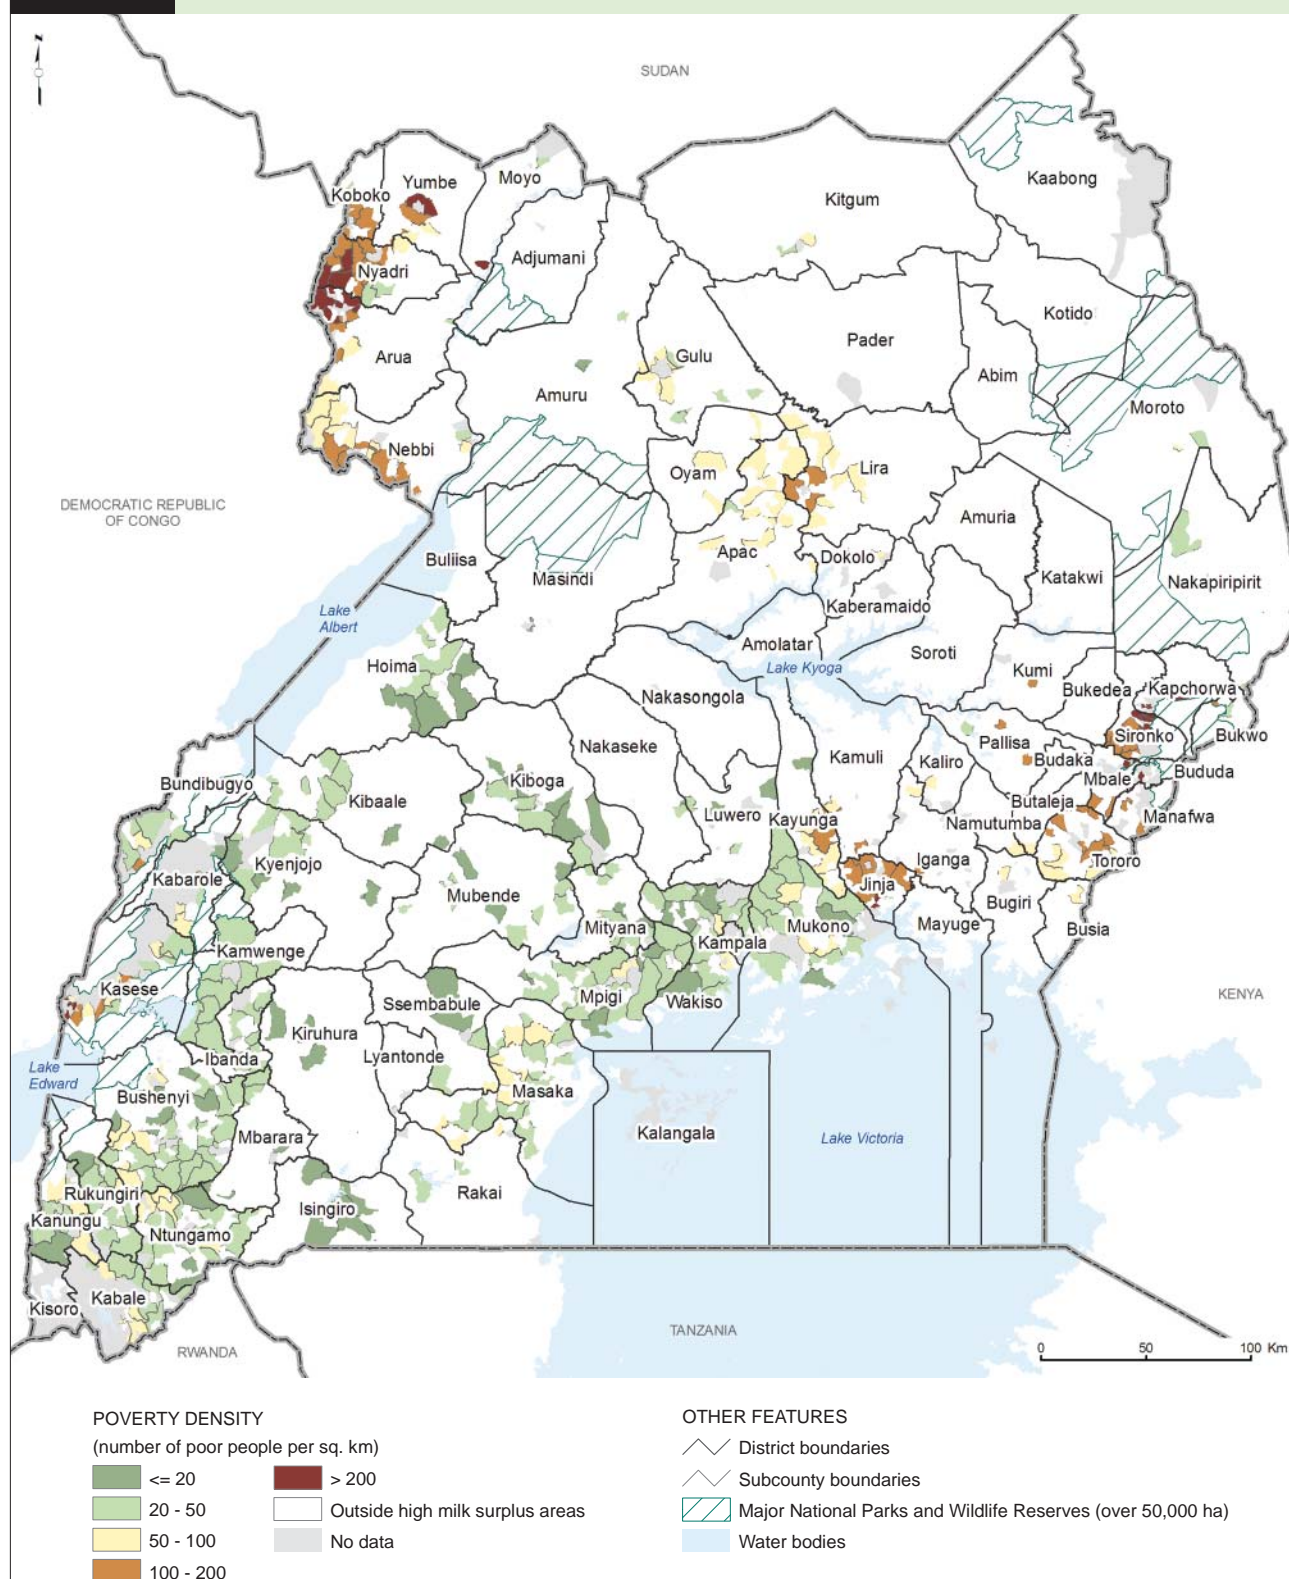 N
SUDAN
Kaabong
Moyo
Yumbe
Koboko
Kitgum
Adjumani
Nyadri
Kotido
Pader
Gulu
Arua
Abim
Amuru
Moroto
Nebbi
Lira
Oyam
DEMOCRATIC REPUBLIC
OF CONGO
Amuria
Apac
Dokolo
Buliisa
Masindi
Katakwi
Nakapiripirit
Kaberamaido
Lake
Albert
Amolatar
Soroti
Lake Kyoga
Hoima
Kumi
Bukedea
Kapchorwa
Nakasongola
Sironko
Bukwo
Pallisa
Nakaseke
Kamuli
Kaliro
Budaka
Mbale
Bududa
Bundibugyo
Kiboga
Kibaale
Butaleja
Luwero
Kayunga
Namutumba
Manafwa
Kyenjojo
Iganga
Tororo
Kabarole
Jinja
Mubende
Bugiri
Mityana
Mukono
Mayuge
Busia
Kampala
Kamwenge
Kasese
Ssembabule
Mpigi
Wakiso
KENYA
Kiruhura
Ibanda
Lyantonde
Lake
Edward
Bushenyi
Masaka
Mbarara
Kalangala
Lake Victoria
Rukungiri
Rakai
Isingiro
Kanungu
Ntungamo
Kabale
Kisoro
TANZANIA
RWANDA
0 50 100 Km
POVERTY DENSITY
(number of poor people per sq. km)
<= 20
20 - 50
50 - 100
100 - 200
> 200
Outside high milk surplus areas
No data
OTHER FEATURES
District boundaries
Subcounty boundaries
Major National Parks and Wildlife Reserves (over 50,000 ha)
Water bodies